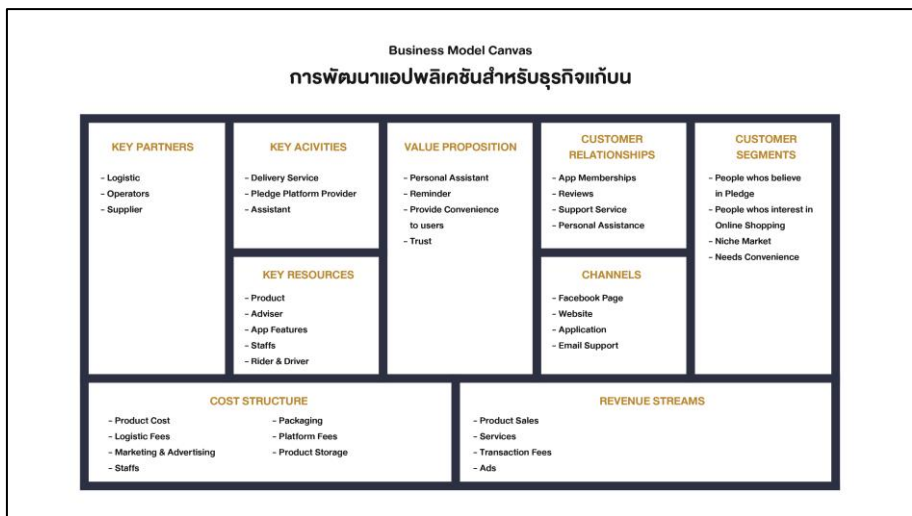 Business Model Canvas
การพัฒนาแอปพลิเคชันสำหรับธุรกิจแก้บน
KEY PARTNERS
- Logistic
- Operators
- Supplier
KEY ACIVITIES
- Delivery Service
- Pledge Platform Provider
- Assistant
KEY RESOURCES
- Product
- Adviser
- App Features
- Staffs
- Rider & Driver
VALUE PROPOSITION
- Personal Assistant
- Reminder
- Provide Convenience
to users
- Trust
CUSTOMER
RELATIONSHIPS
- App Memberships
- Reviews
- Support Service
- Personal Assistance
CHANNELS
- Facebook Page
- Website
- Application
- Email Support
CUSTOMER
SEGMENTS
- People whos believe
in Pledge
- People whos interest in
Online Shopping
- Niche Market
- Needs Convenience
COST STRUCTURE
- Product Cost
- Logistic Fees
- Marketing & Advertising
- Staffs
- Packaging
- Platform Fees
- Product Storage
REVENUE STREAMS
- Product Sales
- Services
- Transaction Fees
- Ads